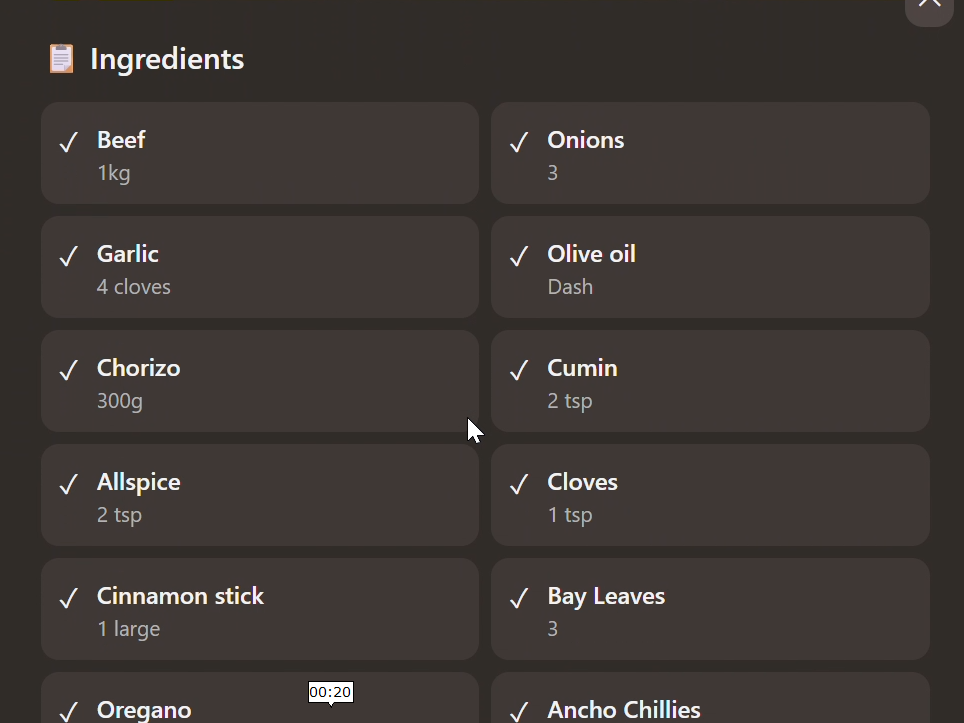 Ingredients
Beef
1kg
Onions
3
Garlic
4 cloves
Olive oil
Dash
Chorizo
300g
Cumin
2 tsp
Allspice
2 tsp
Cloves
1 tsp
Cinnamon stick
1 large
Bay Leaves
3
Oregano
Ancho Chillies
00:20